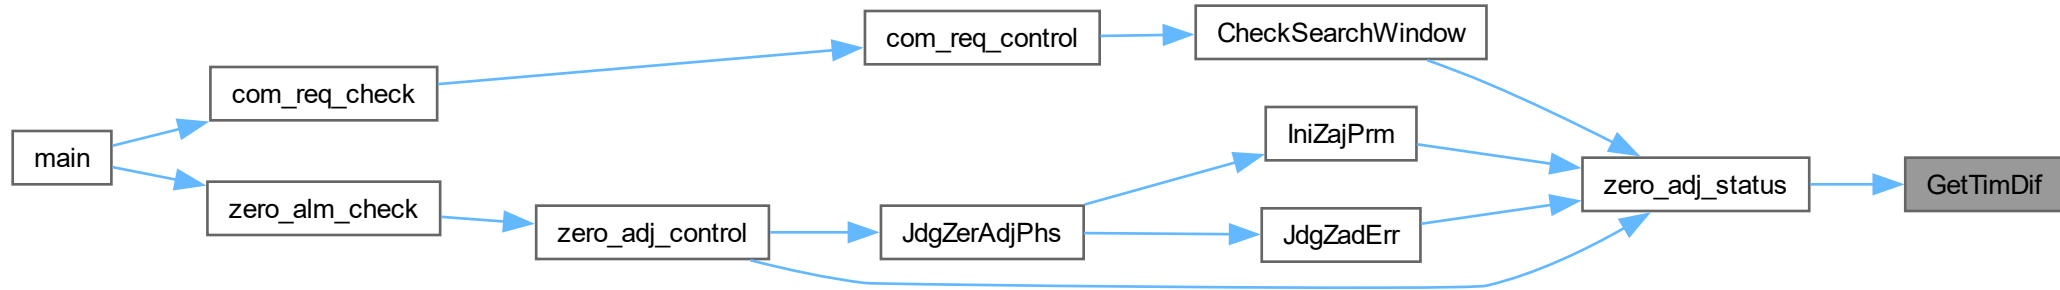 main
com_req_check
zero_alm_check
com_req_control
zero_adj_control
CheckSearchWindow
JdgZerAdjPhs
IniZajPrm
JdgZadErr
zero_adj_status
GetTimDif